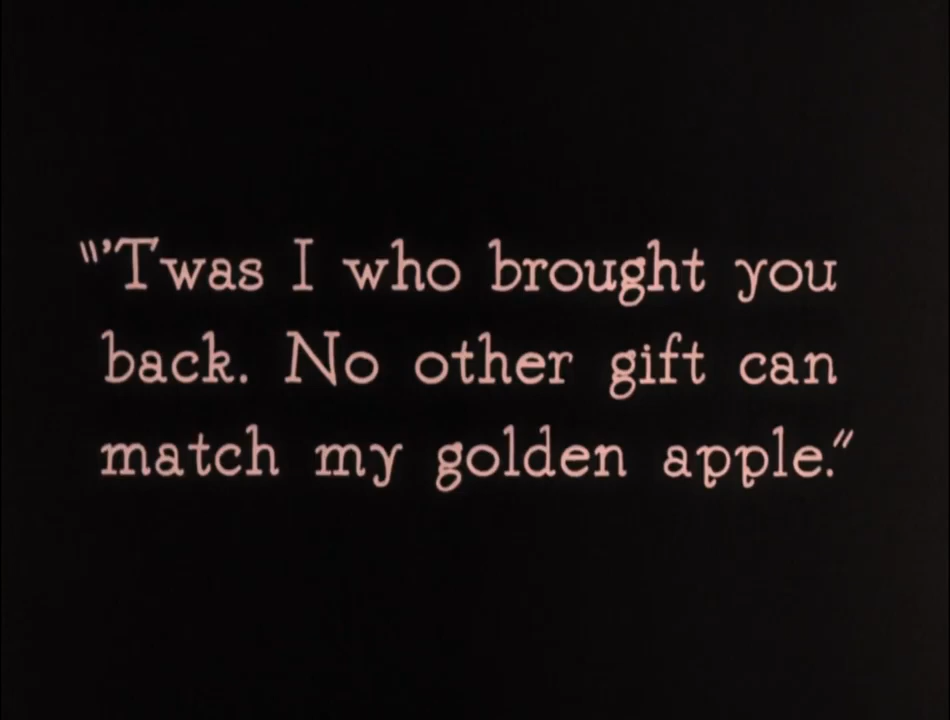 "'Twas I who brought you
back. No other gift can
match my golden apple."